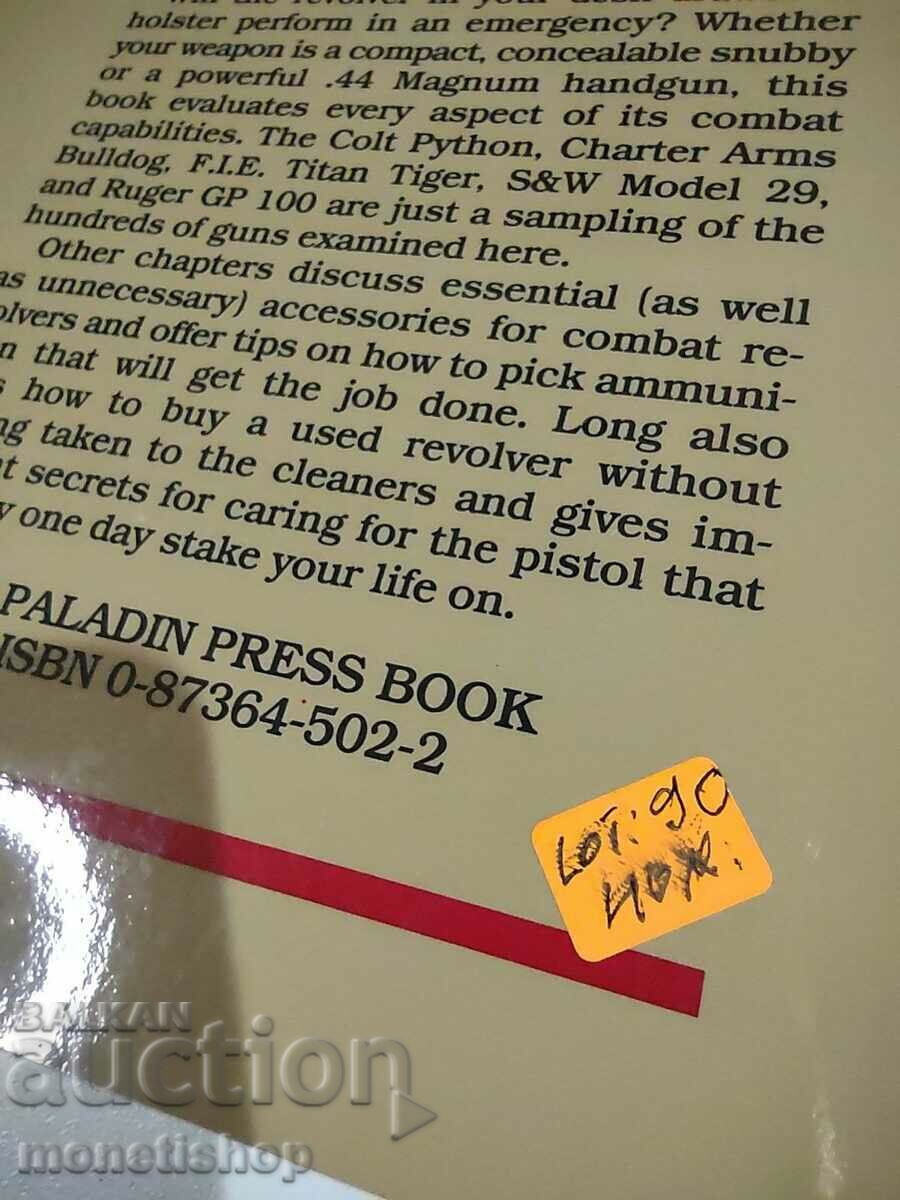 holster perform in an emergency? Whether
your weapon is a compact, concealable snubby
or a powerful .44 Magnum handgun, this
book evaluates every aspect of its combat
capabilities. The Colt Python, Charter Arms
Bulldog, F.I.E. Titan Tiger, S&W Model 29,
and Ruger GP 100 are just a sampling of the
hundreds of guns examined here.
Other chapters discuss essential (as well
as unnecessary) accessories for combat re-
olvers and offer tips on how to pick ammuni-
n that will get the job done. Long also
s how to buy a used revolver without
ng taken to the cleaners and gives im-
nt secrets for caring for the pistol that
y one day stake your life on.
PALADIN PRESS BOOK
ISBN 0-87364-502-2
LOT: 90
BALKAN
auction
monetishop